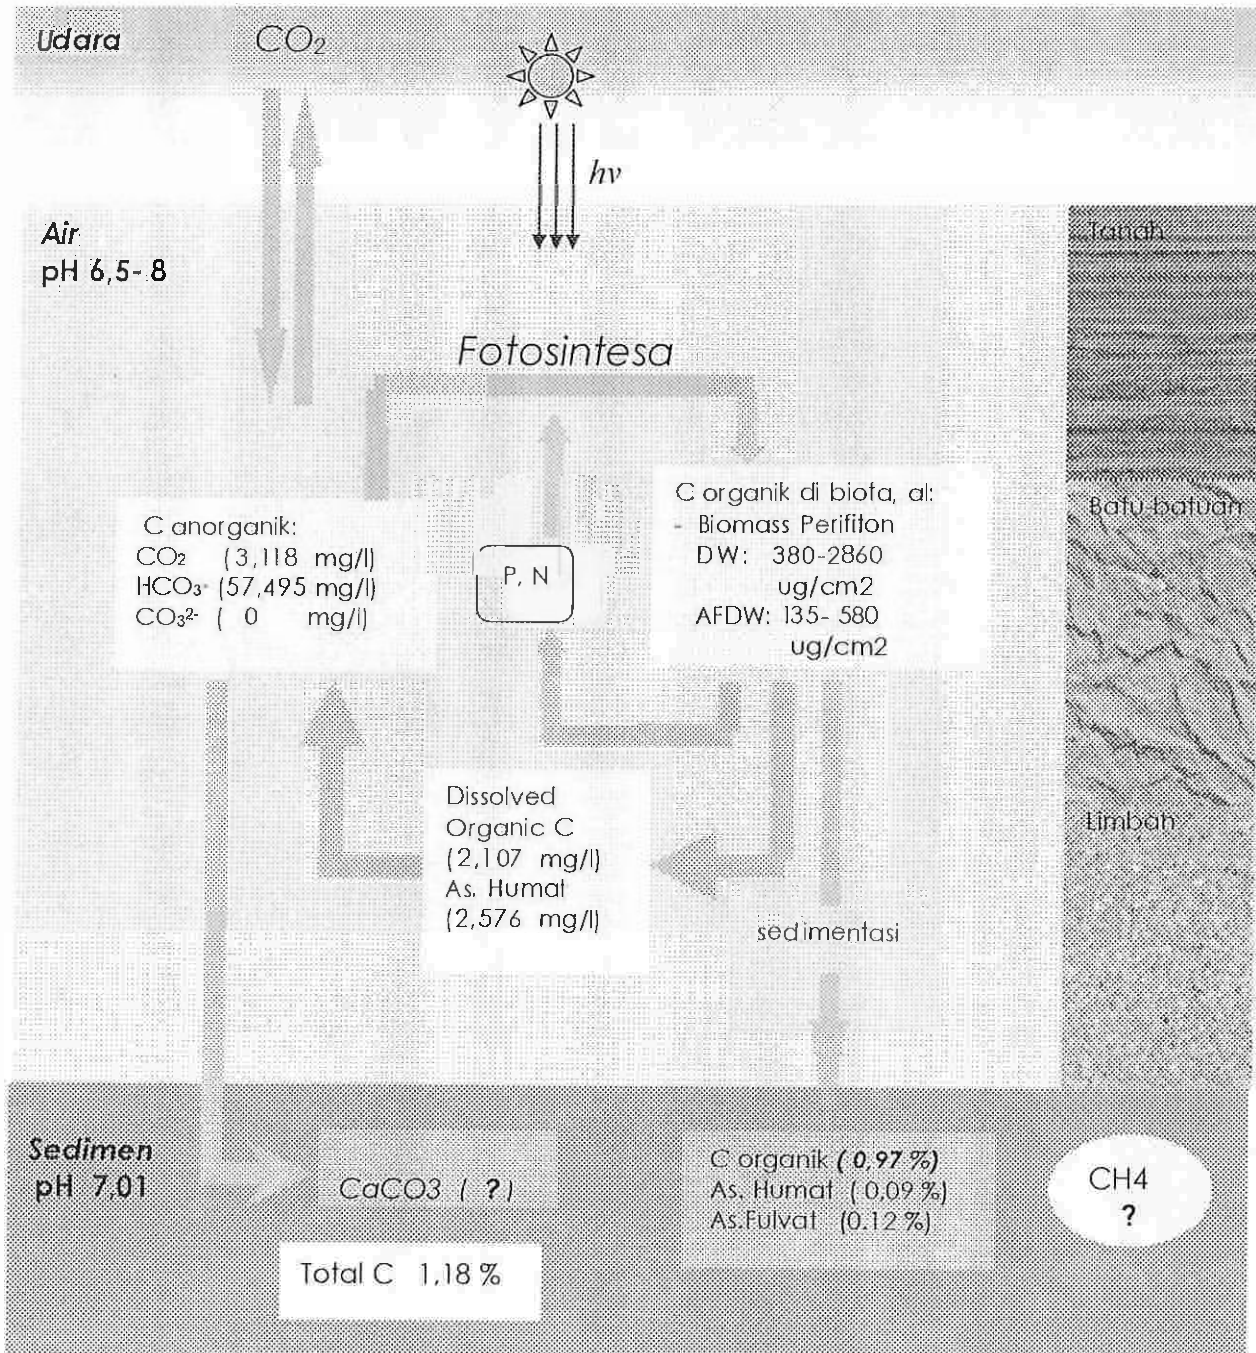 Udara
CO₂
hv
Air
pH 6,5-8
Tanah
Fotosintesa
C anorganik:
CO₂ (3,118 mg/l)
HCO₃- (57,495 mg/l)
CO₃²- ( 0 mg/l)
P, N
C organik di biota, al:
- Biomass Perifiton
DW: 380-2860
ug/cm2
AFDW: 135- 580
ug/cm2
Batu-batuan
Dissolved
Organic C
(2,107 mg/l)
As. Humat
(2,576 mg/l)
Limbah
sedimentasi
Sedimen
pH 7,01
CaCO3 ( ? )
Total C 1,18 %
C organik ( 0,97 %)
As. Humat ( 0,09 %)
As.Fulvat (0.12 %)
CH4
?